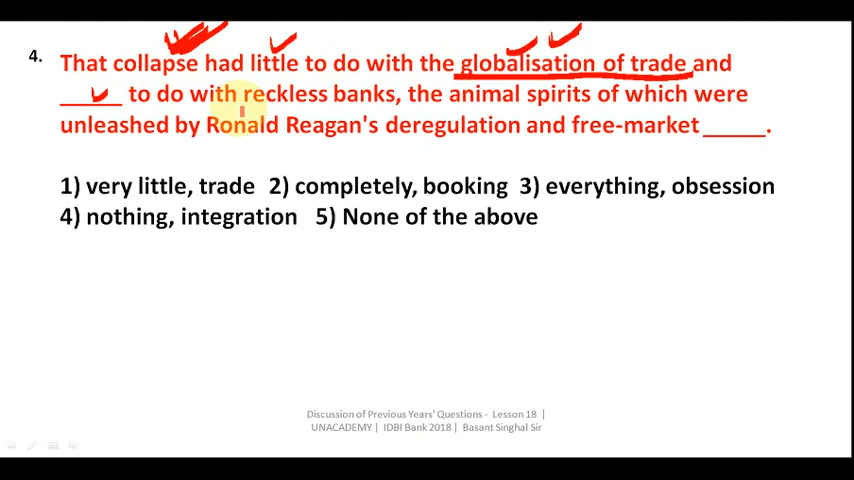 4. That collapse had little to do with the globalisation of trade and
_____ to do with reckless banks, the animal spirits of which were
unleashed by Ronald Reagan's deregulation and free-market _____.
1) very little, trade 2) completely, booking 3) everything, obsession
4) nothing, integration 5) None of the above
Discussion of Previous Years' Questions - Lesson 18 |
UNACADEMY | IDBI Bank 2018 | Basant Singhal Sir